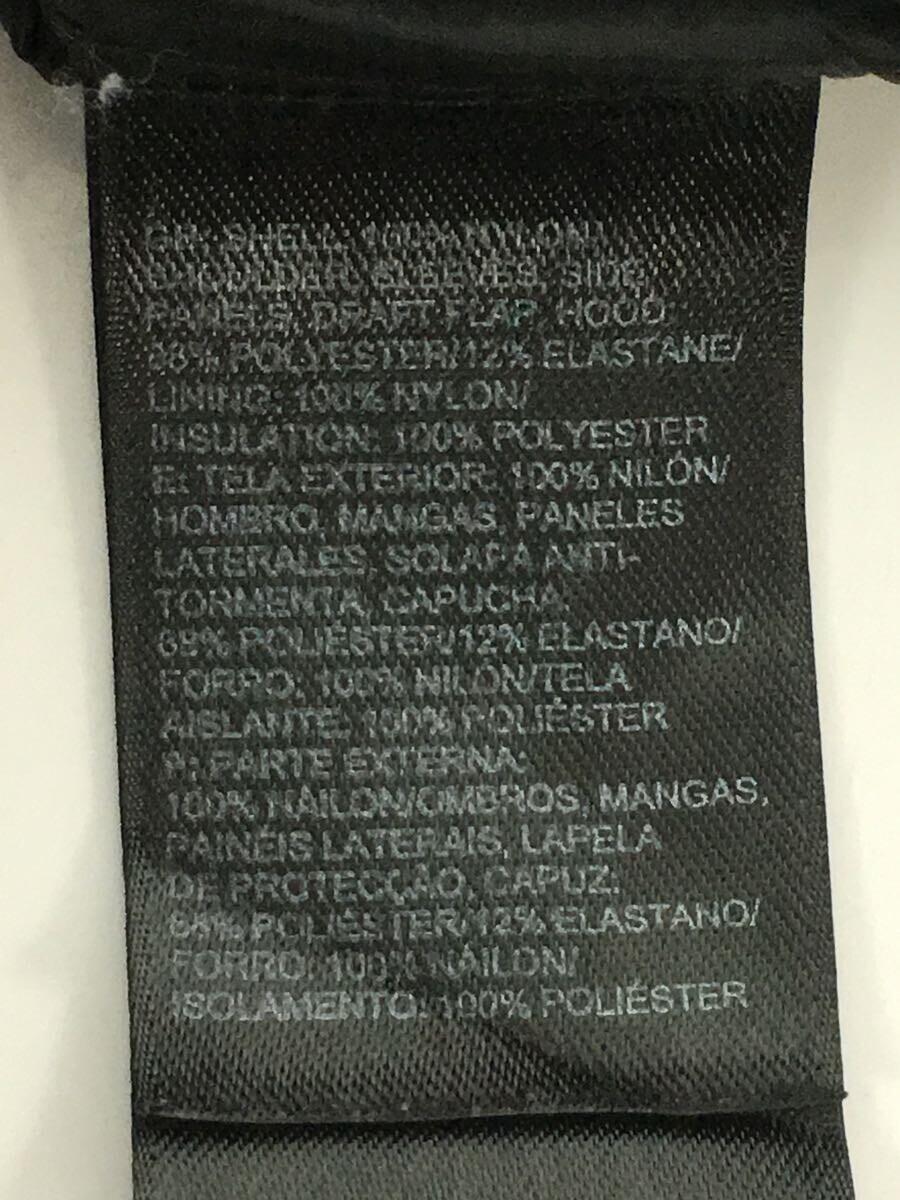 GB: SHELL: 100% NYLON/
SHOULDER, SLEEVES, SIDE
PANELS, DRAFT FLAP, HOOD:
88% POLYESTER/12% ELASTANE/
LINING: 100% NYLON/
INSULATION: 100% POLYESTER
E: TELA EXTERIOR: 100% NILÓN/
HOMBRO, MANGAS, PANELES
LATERALES, SOLAPA ANTI-
TORMENTA, CAPUCHA:
88% POLIÉSTER/12% ELASTANO/
FORRO: 100% NILÓN/TELA
AISLANTE: 100% POLIÉSTER
P: PARTE EXTERNA:
100% NÁILON/OMBROS, MANGAS,
PAINÉIS LATERAIS, LAPELA
DE PROTECÇÃO, CAPUZ:
88% POLIÉSTER/12% ELASTANO/
FORRO: 100% NÁILON/
ISOLAMENTO: 100% POLIÉSTER